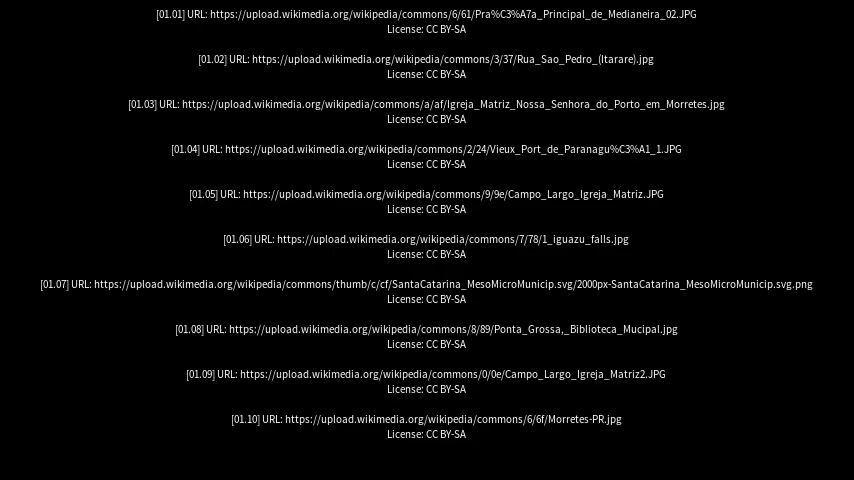 [01.01] URL: https://upload.wikimedia.org/wikipedia/commons/6/61/Pra%C3%A7a_Principal_de_Medianeira_02.JPG
License: CC BY-SA
[01.02] URL: https://upload.wikimedia.org/wikipedia/commons/3/37/Rua_Sao_Pedro_(Itarare).jpg
License: CC BY-SA
[01.03] URL: https://upload.wikimedia.org/wikipedia/commons/a/af/Igreja_Matriz_Nossa_Senhora_do_Porto_em_Morretes.jpg
License: CC BY-SA
[01.04] URL: https://upload.wikimedia.org/wikipedia/commons/2/24/Vieux_Port_de_Paranagu%C3%A1_1.JPG
License: CC BY-SA
[01.05] URL: https://upload.wikimedia.org/wikipedia/commons/9/9e/Campo_Largo_Igreja_Matriz.JPG
License: CC BY-SA
[01.06] URL: https://upload.wikimedia.org/wikipedia/commons/7/78/1_iguazu_falls.jpg
License: CC BY-SA
[01.07] URL: https://upload.wikimedia.org/wikipedia/commons/thumb/c/cf/SantaCatarina_MesoMicroMunicip.svg/2000px-SantaCatarina_MesoMicroMunicip.svg.png
License: CC BY-SA
[01.08] URL: https://upload.wikimedia.org/wikipedia/commons/8/89/Ponta_Grossa,_Biblioteca_Mucipal.jpg
License: CC BY-SA
[01.09] URL: https://upload.wikimedia.org/wikipedia/commons/0/0e/Campo_Largo_Igreja_Matriz2.JPG
License: CC BY-SA
[01.10] URL: https://upload.wikimedia.org/wikipedia/commons/6/6f/Morretes-PR.jpg
License: CC BY-SA